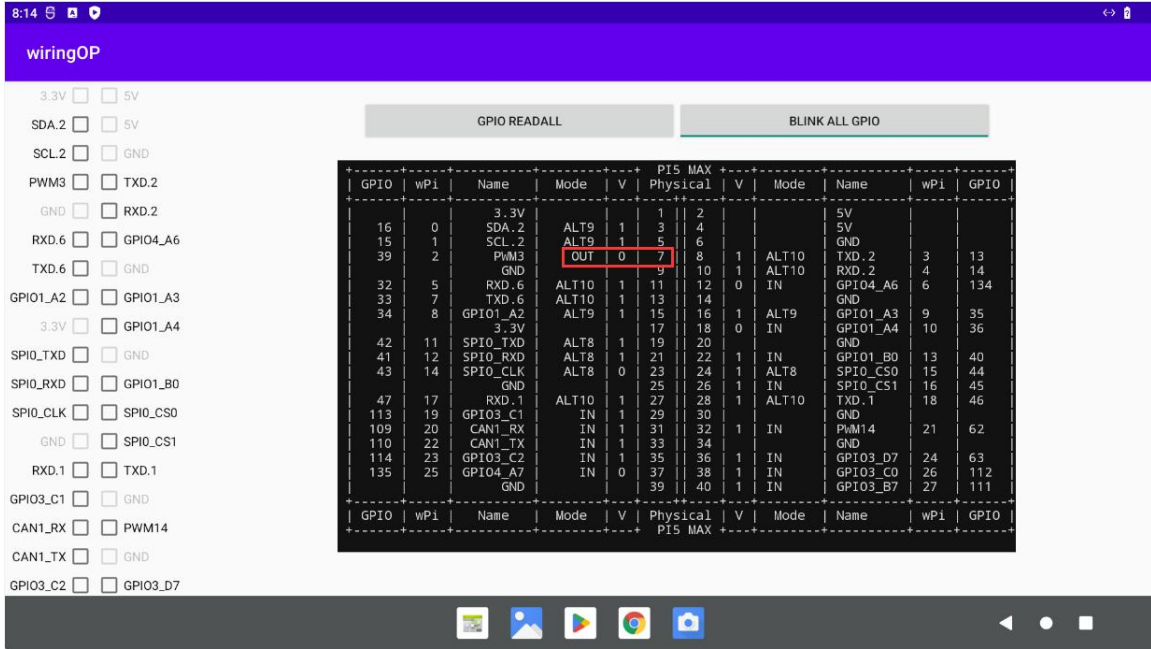 8:14
wiringOP
3.3V 5V
SDA.2 5V
SCL.2 GND
PWM3 TXD.2
GND RXD.2
RXD.6 GPIO4_A6
TXD.6 GND
GPIO1_A2 GPIO1_A3
3.3V GPIO1_A4
SPI0_TXD GND
SPI0_RXD GPIO1_B0
SPI0_CLK SPI0_CS0
GND SPI0_CS1
RXD.1 TXD.1
GPIO3_C1 GND
CAN1_RX PWM14
CAN1_TX GND
GPIO3_C2 GPIO3_D7
GPIO READALL
BLINK ALL GPIO
+------+-----+----------+--------+---+ PI5 MAX +---+--------+----------+-----+------+
| GPIO | wPi | Name | Mode | V | Physical | V | Mode | Name | wPi | GPIO |
+------+-----+----------+--------+---+----++----+---+--------+----------+-----+------+
| | | 3.3V | | | 1 || 2 | | | 5V | | |
| 16 | 0 | SDA.2 | ALT9 | 1 | 3 || 4 | | | 5V | | |
| 15 | 1 | SCL.2 | ALT9 | 1 | 5 || 6 | | | GND | | |
| 39 | 2 | PWM3 | OUT | 0 | 7 || 8 | 1 | ALT10 | TXD.2 | 3 | 13 |
| | | GND | | | 9 || 10 | 1 | ALT10 | RXD.2 | 4 | 14 |
| 32 | 5 | RXD.6 | ALT10 | 1 | 11 || 12 | 0 | IN | GPIO4_A6 | 6 | 134 |
| 33 | 7 | TXD.6 | ALT10 | 1 | 13 || 14 | | | GND | | |
| 34 | 8 | GPIO1_A2 | ALT9 | 1 | 15 || 16 | 1 | ALT9 | GPIO1_A3 | 9 | 35 |
| | | 3.3V | | | 17 || 18 | 0 | IN | GPIO1_A4 | 10 | 36 |
| 42 | 11 | SPI0_TXD | ALT8 | 1 | 19 || 20 | | | GND | | |
| 41 | 12 | SPI0_RXD | ALT8 | 1 | 21 || 22 | 1 | IN | GPIO1_B0 | 13 | 40 |
| 43 | 14 | SPI0_CLK | ALT8 | 0 | 23 || 24 | 1 | ALT8 | SPI0_CS0 | 15 | 44 |
| | | GND | | | 25 || 26 | 1 | IN | SPI0_CS1 | 16 | 45 |
| 47 | 17 | RXD.1 | ALT10 | 1 | 27 || 28 | 1 | ALT10 | TXD.1 | 18 | 46 |
| 113 | 19 | GPIO3_C1 | IN | 1 | 29 || 30 | | | GND | | |
| 109 | 20 | CAN1_RX | IN | 1 | 31 || 32 | 1 | IN | PWM14 | 21 | 62 |
| 110 | 22 | CAN1_TX | IN | 1 | 33 || 34 | | | GND | | |
| 114 | 23 | GPIO3_C2 | IN | 1 | 35 || 36 | 1 | IN | GPIO3_D7 | 24 | 63 |
| 135 | 25 | GPIO4_A7 | IN | 0 | 37 || 38 | 1 | IN | GPIO3_C0 | 26 | 112 |
| | | GND | | | 39 || 40 | 1 | IN | GPIO3_B7 | 27 | 111 |
+------+-----+----------+--------+---+----++----+---+--------+----------+-----+------+
| GPIO | wPi | Name | Mode | V | Physical | V | Mode | Name | wPi | GPIO |
+------+-----+----------+--------+---+ PI5 MAX +---+--------+----------+-----+------+